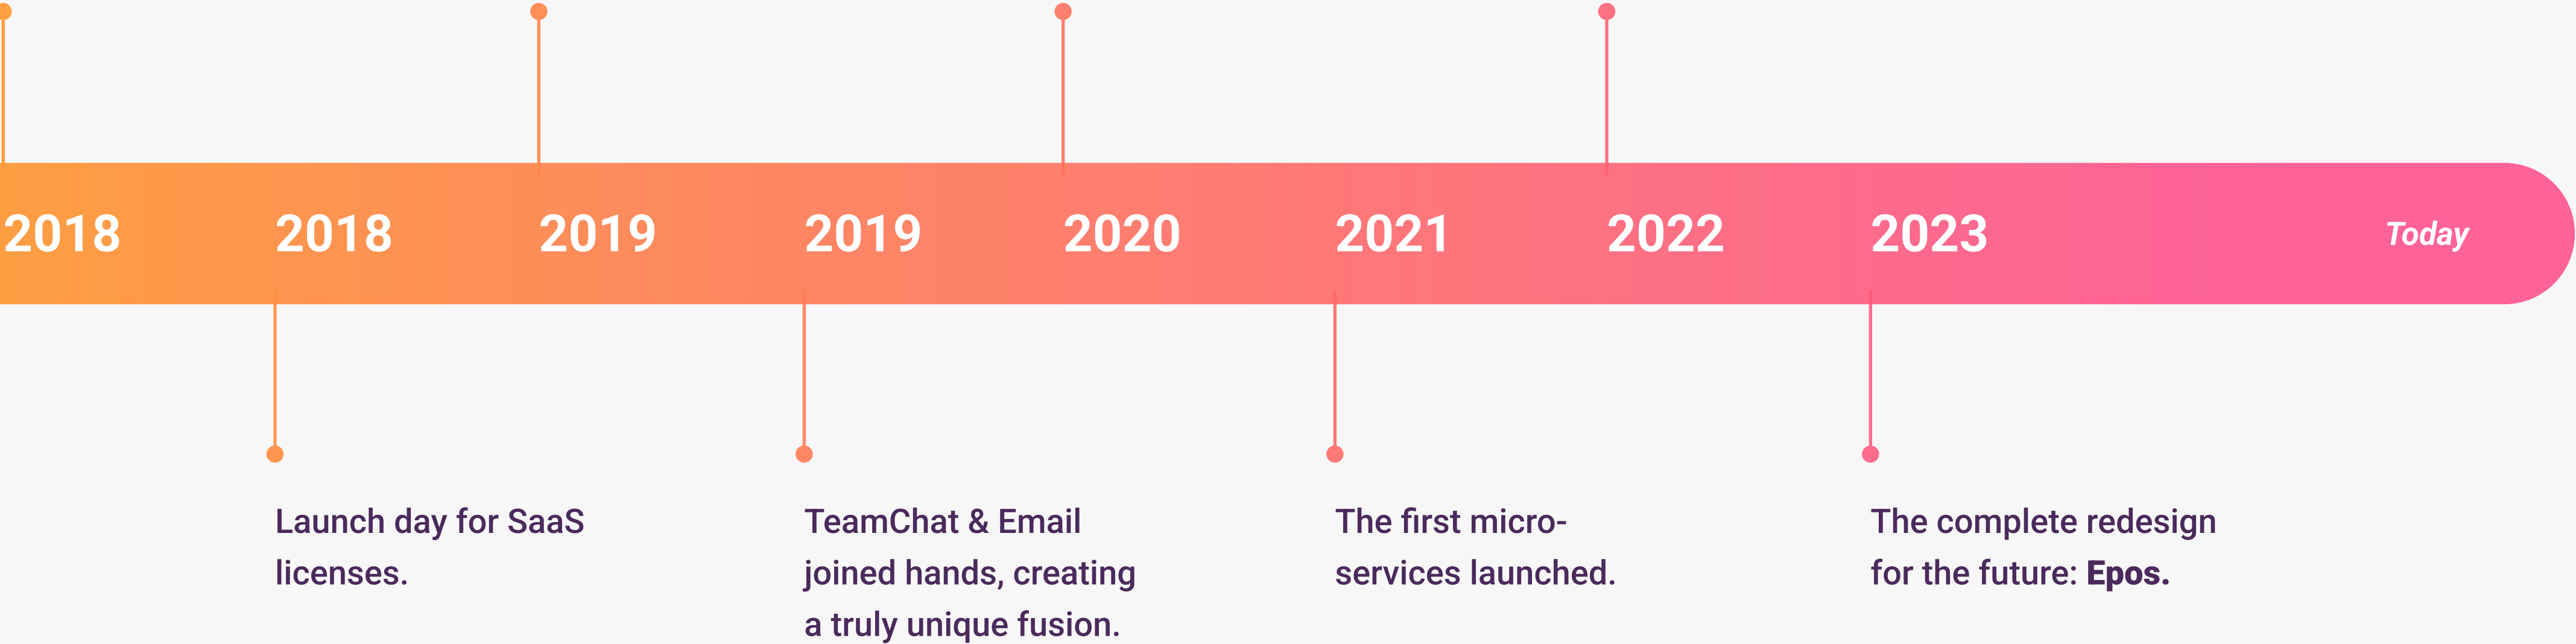 2018 2018 2019 2019 2020 2021 2022 2023 Today
Launch day for SaaS
licenses.
TeamChat & Email
joined hands, creating
a truly unique fusion.
The first micro-
services launched.
The complete redesign
for the future: Epos.